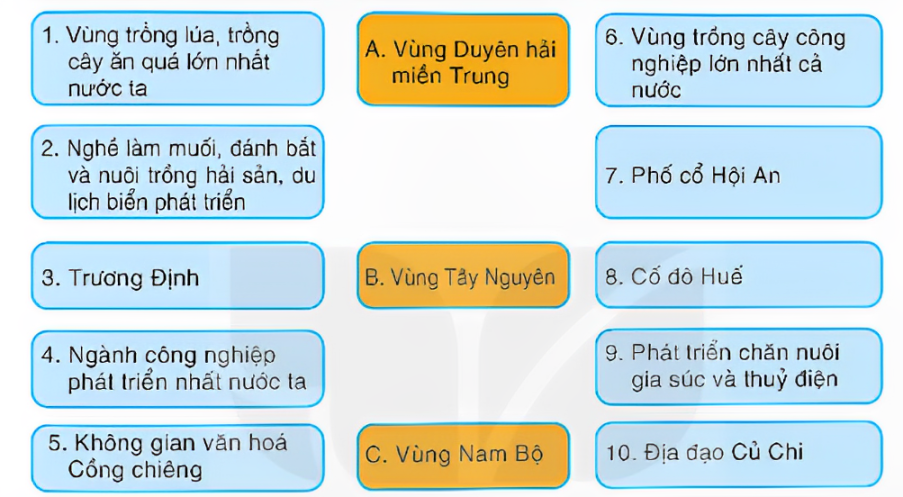 1. Vùng trồng lúa, trồng
cây ăn quả lớn nhất
nước ta
A. Vùng Duyên hải
miền Trung
6. Vùng trồng cây công
nghiệp lớn nhất cả
nước
2. Nghề làm muối, đánh bắt
và nuôi trồng hải sản, du
lịch biển phát triển
7. Phố cổ Hội An
3. Trương Định
B. Vùng Tây Nguyên
8. Cố đô Huế
4. Ngành công nghiệp
phát triển nhất nước ta
9. Phát triển chăn nuôi
gia súc và thuỷ điện
5. Không gian văn hoá
Cồng chiêng
C. Vùng Nam Bộ
10. Địa đạo Củ Chi